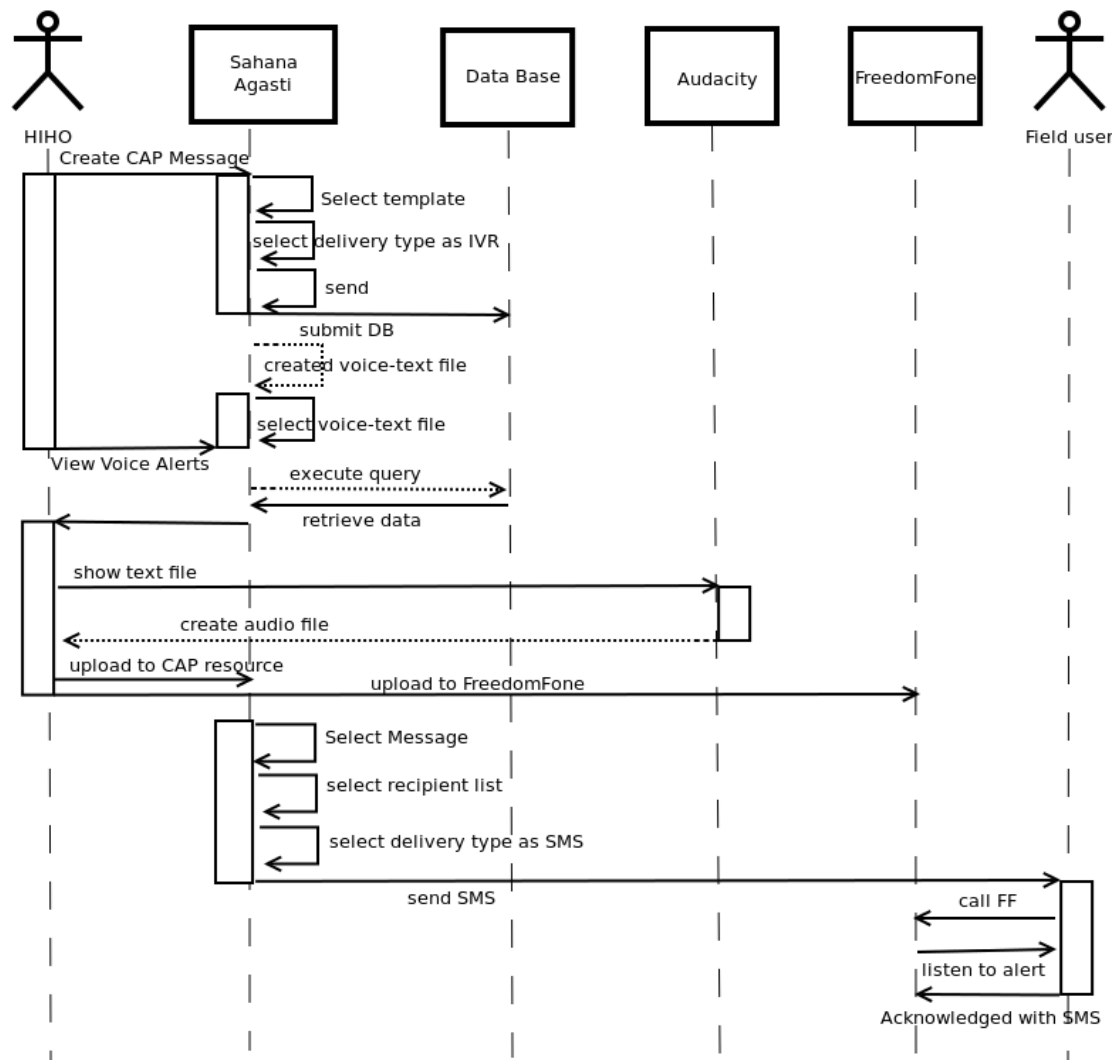 Sahana
Agasti
Data Base
Audacity
FreedomFone
HIHO
Field user
Create CAP Message
Select template
select delivery type as IVR
send
submit DB
created voice-text file
select voice-text file
View Voice Alerts
execute query
retrieve data
show text file
create audio file
upload to CAP resource
upload to FreedomFone
Select Message
select recipient list
select delivery type as SMS
send SMS
call FF
listen to alert
Acknowledged with SMS